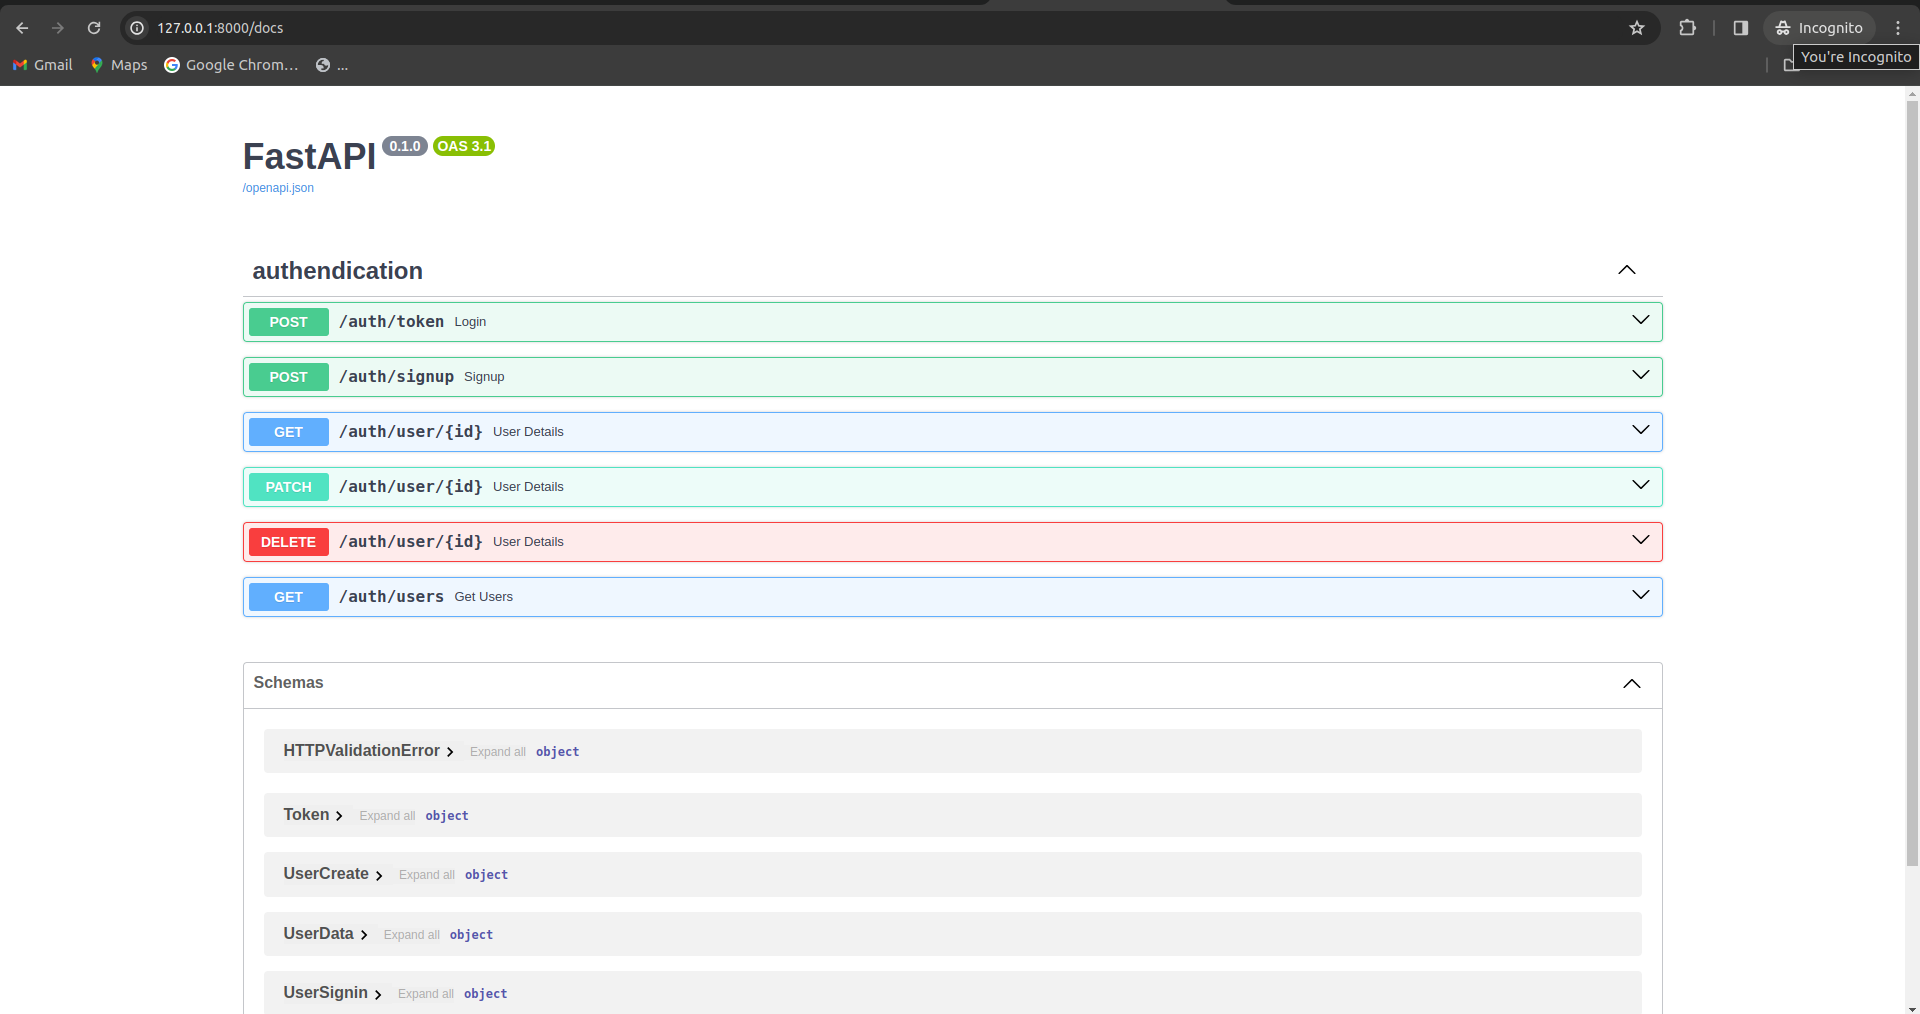 127.0.0.1:8000/docs
Incognito
Gmail Maps Google Chrom... ...
You're Incognito
FastAPI 0.1.0 OAS 3.1
/openapi.json
authendication
POST /auth/token Login
POST /auth/signup Signup
GET /auth/user/{id} User Details
PATCH /auth/user/{id} User Details
DELETE /auth/user/{id} User Details
GET /auth/users Get Users
Schemas
HTTPValidationError Expand all object
Token Expand all object
UserCreate Expand all object
UserData Expand all object
UserSignin Expand all object